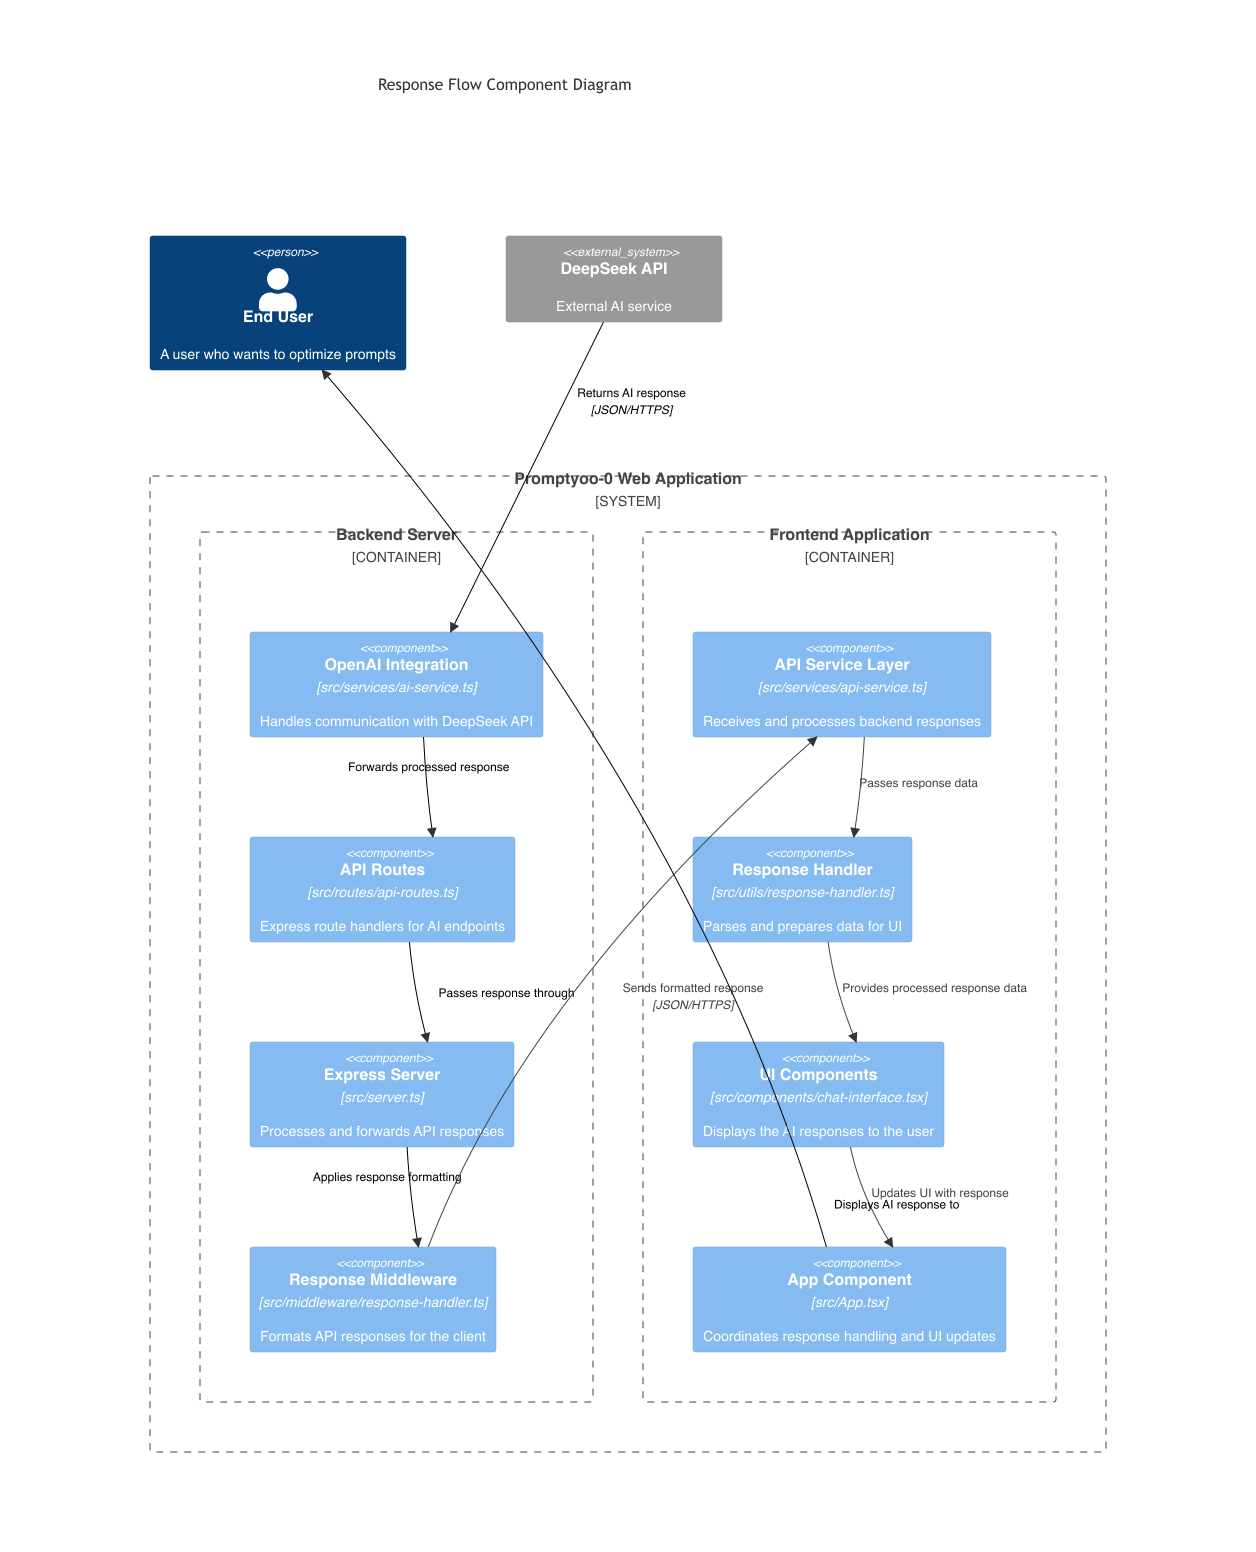 Response Flow Component Diagram
<<person>>
End User
A user who wants to optimize prompts
<<external_system>>
DeepSeek API
External AI service
Returns AI response
[JSON/HTTPS]
Promptyoo-0 Web Application
[SYSTEM]
Backend Server
[CONTAINER]
<<component>>
OpenAI Integration
[src/services/ai-service.ts]
Handles communication with DeepSeek API
Forwards processed response
<<component>>
API Routes
[src/routes/api-routes.ts]
Express route handlers for AI endpoints
Passes response through
<<component>>
Express Server
[src/server.ts]
Processes and forwards API responses
Applies response formatting
<<component>>
Response Middleware
[src/middleware/response-handler.ts]
Formats API responses for the client
Sends formatted response
[JSON/HTTPS]
Frontend Application
[CONTAINER]
<<component>>
API Service Layer
[src/services/api-service.ts]
Receives and processes backend responses
Passes response data
<<component>>
Response Handler
[src/utils/response-handler.ts]
Parses and prepares data for UI
Provides processed response data
<<component>>
UI Components
[src/components/chat-interface.tsx]
Displays the AI responses to the user
Updates UI with response
Displays AI response to
<<component>>
App Component
[src/App.tsx]
Coordinates response handling and UI updates